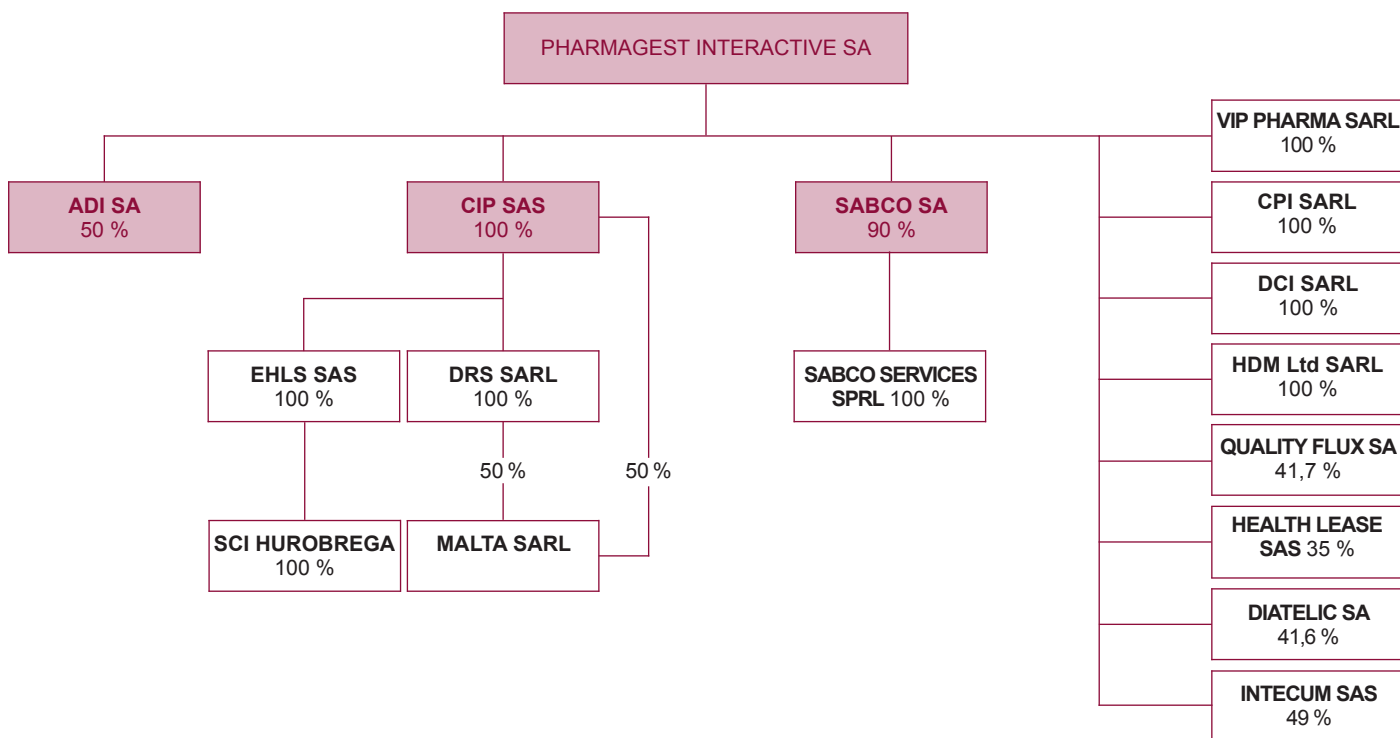 PHARMAGEST INTERACTIVE SA
ADI SA
50 %
CIP SAS
100 %
SABCO SA
90 %
EHLS SAS
100 %
DRS SARL
100 %
SABCO SERVICES
SPRL 100 %
50 %
50 %
SCI HUROBREGA
100 %
MALTA SARL
VIP PHARMA SARL
100 %
CPI SARL
100 %
DCI SARL
100 %
HDM Ltd SARL
100 %
QUALITY FLUX SA
41,7 %
HEALTH LEASE
SAS 35 %
DIATELIC SA
41,6 %
INTECUM SAS
49 %